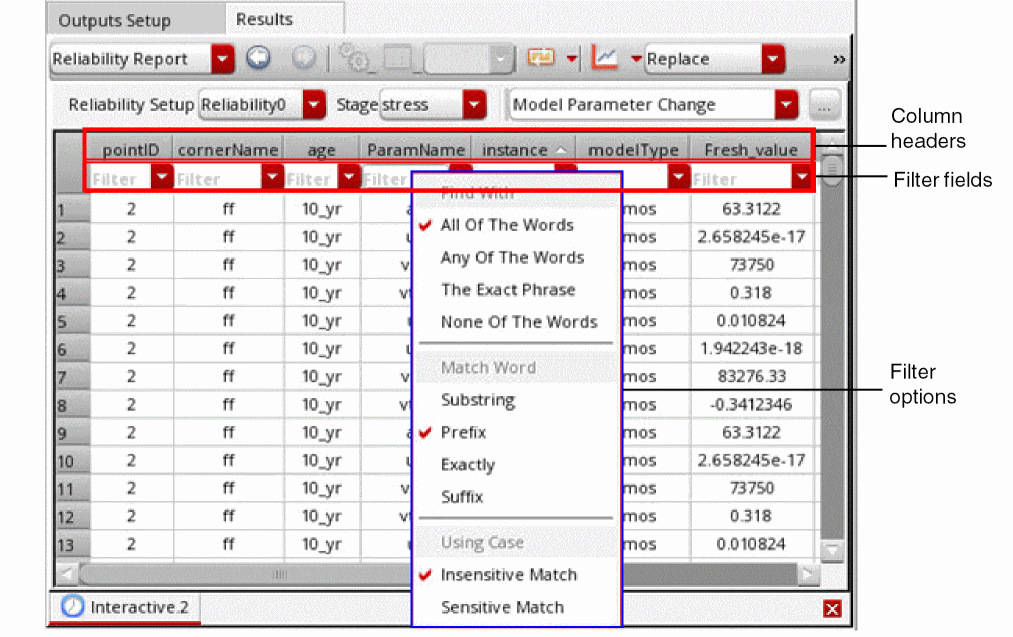 Outputs Setup Results
Reliability Report Replace »
Reliability Setup Reliability0 Stage stress Model Parameter Change ...
Column headers
pointID cornerName age ParamName instance modelType Fresh_value
Filter fields
Filter Filter Filter Filter Filter
1 2 ff 10_yr mos 63.3122
2 2 ff 10_yr mos 2.658245e-17
3 2 ff 10_yr mos 73750
4 2 ff 10_yr mos 0.318
5 2 ff 10_yr mos 0.010824
6 2 ff 10_yr mos 1.942243e-18
7 2 ff 10_yr mos 83276.33
8 2 ff 10_yr mos -0.3412346
9 2 ff 10_yr mos 63.3122
10 2 ff 10_yr mos 2.658245e-17
11 2 ff 10_yr mos 73750
12 2 ff 10_yr mos 0.318
13 2 ff 10_yr mos 0.010824
Find With
All Of The Words
Any Of The Words
The Exact Phrase
None Of The Words
Match Word
Substring
Prefix
Exactly
Suffix
Using Case
Insensitive Match
Sensitive Match
Filter options
Interactive.2